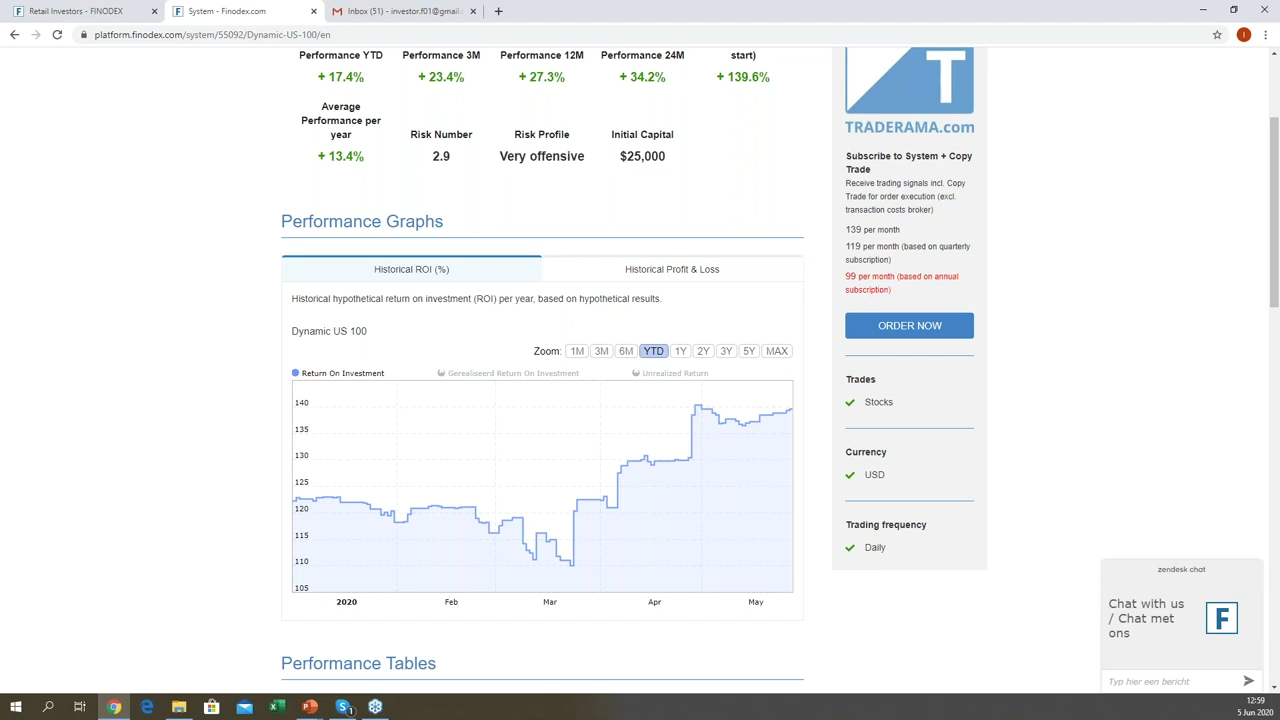 Retail Investors - FINODEX
System - Finodex.com
Inbox (51) - investor.f01@gmail.
platform.finodex.com/system/55092/Dynamic-US-100/en
I
Performance YTD
Performance 3M
Performance 12M
Performance 24M
start)
+ 17.4%
+ 23.4%
+ 27.3%
+ 34.2%
+ 139.6%
Average
Performance per
year
Risk Number
Risk Profile
Initial Capital
+ 13.4%
2.9
Very offensive
$25,000
Performance Graphs
Historical ROI (%)
Historical Profit & Loss
Historical hypothetical return on investment (ROI) per year, based on hypothetical results.
Dynamic US 100
Zoom:
1M
3M
6M
YTD
1Y
2Y
3Y
5Y
MAX
Return On Investment
Gerealiseerd Return On Investment
Unrealized Return
140
135
130
125
120
115
110
105
2020
Feb
Mar
Apr
May
Performance Tables
T
TRADERAMA.com
Subscribe to System + Copy
Trade
Receive trading signals incl. Copy
Trade for order execution (excl.
transaction costs broker)
139 per month
119 per month (based on quarterly
subscription)
99 per month (based on annual
subscription)
ORDER NOW
Trades
Stocks
Currency
USD
Trading frequency
Daily
zendesk chat
Chat with us
/ Chat met
ons
F
Typ hier een bericht
12:59
5 Jun 2020